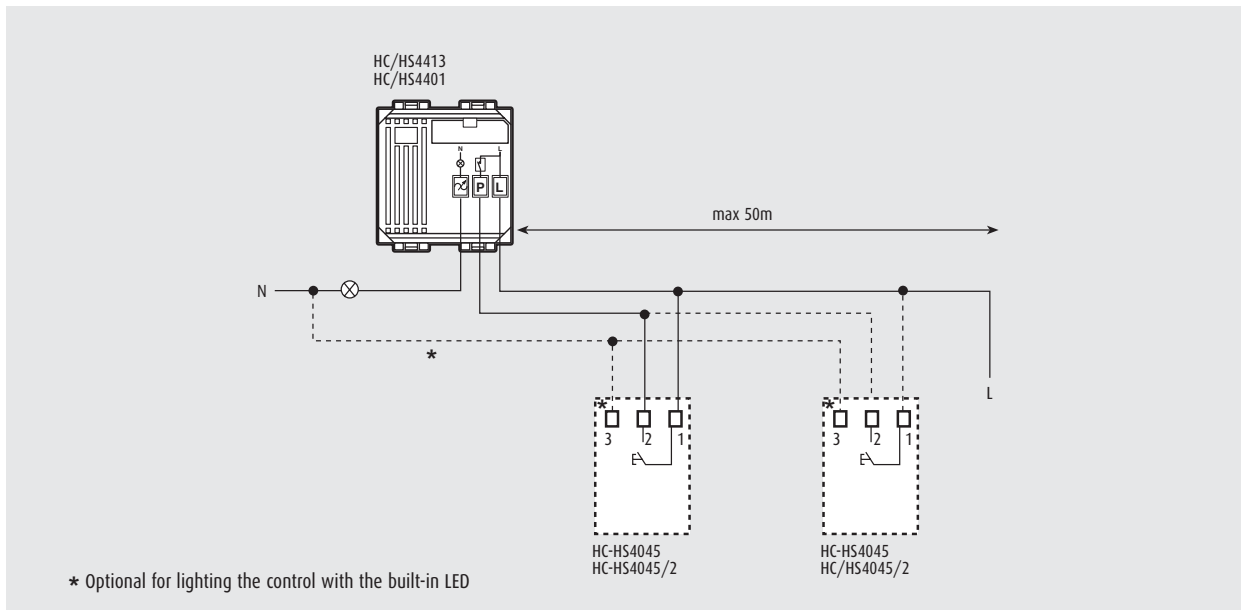 HC/HS4413
HC/HS4401
N L
P L
max 50m
N
*
L
* *
3 2 1 3 2 1
HC-HS4045
HC-HS4045/2
HC-HS4045
HC/HS4045/2
* Optional for lighting the control with the built-in LED